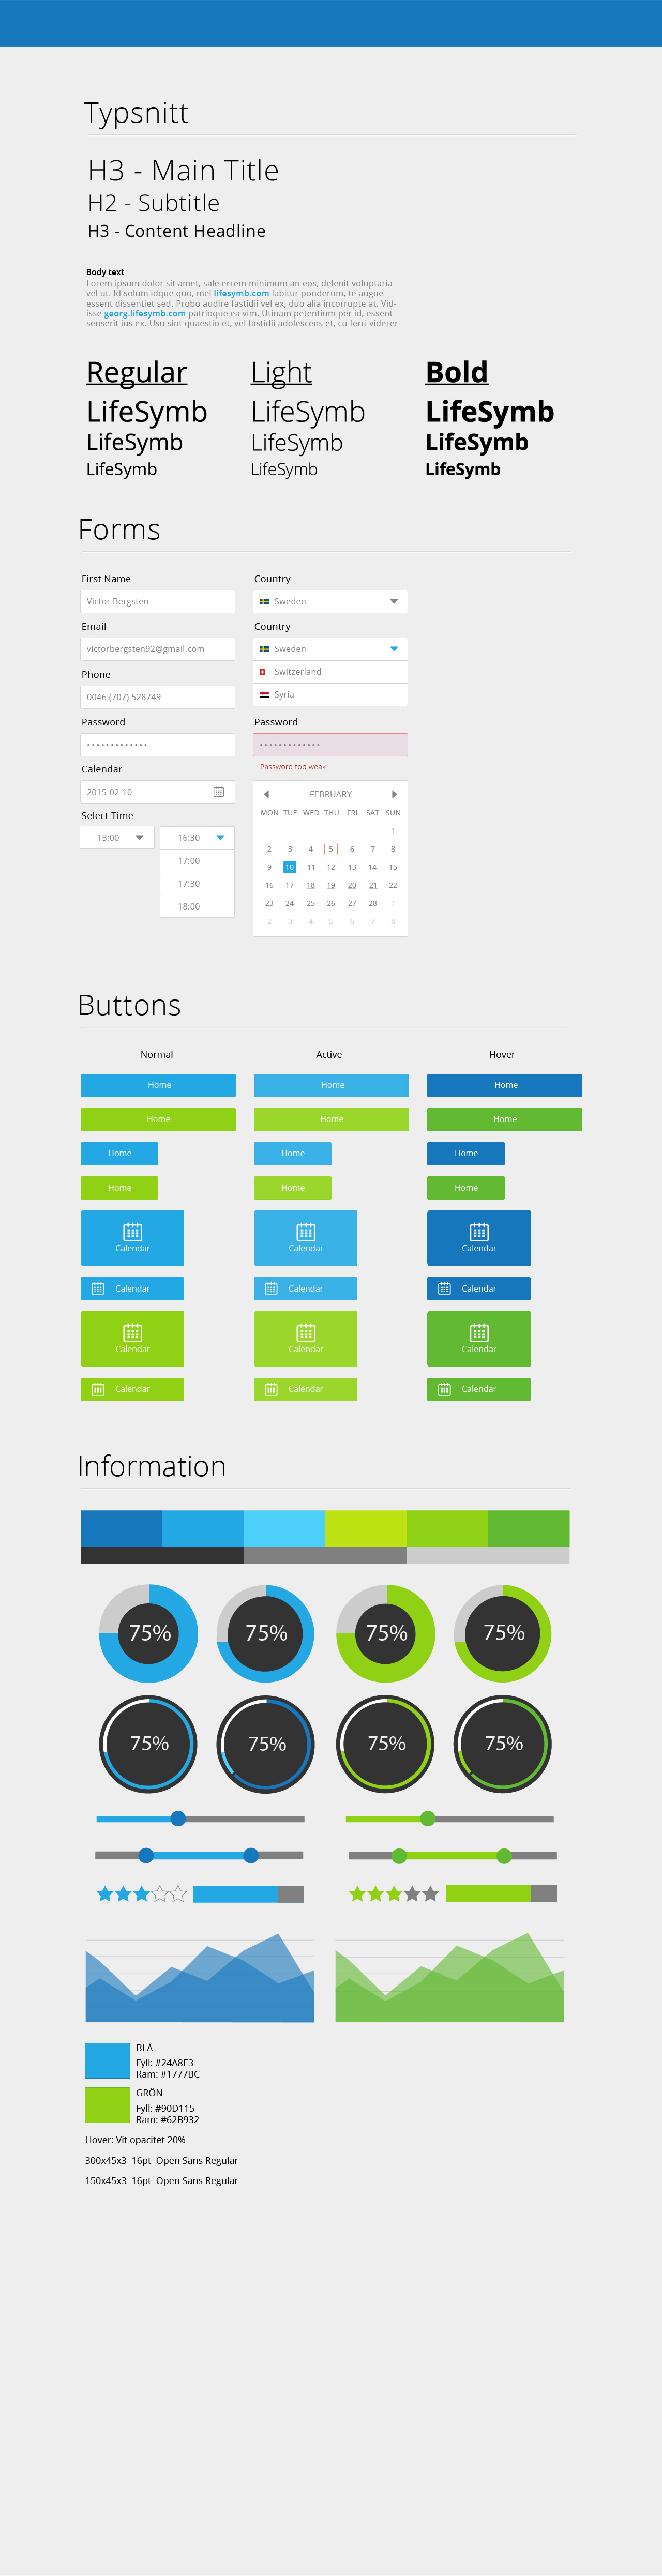 Typsnitt
H3 - Main Title
H2 - Subtitle
H3 - Content Headline
Body text
Lorem ipsum dolor sit amet, sale errem minimum an eos, delenit voluptaria
vel ut. Id solum idque quo, mel lifesymb.com labitur ponderum, te augue
essent dissentiet sed. Probo audire fastidii vel ex, duo alia incorrupte at. Vid-
isse georg.lifesymb.com patrioque ea vim. Utinam petentium per id, essent
senserit ius ex. Usu sint quaestio et, vel fastidii adolescens et, cu ferri viderer
Regular Light Bold
LifeSymb LifeSymb LifeSymb
LifeSymb LifeSymb LifeSymb
LifeSymb LifeSymb LifeSymb
Forms
First Name
Victor Bergsten
Email
victorbergsten92@gmail.com
Phone
0046 (707) 528749
Password
Calendar
2015-02-10
Select Time
13:00
16:30
17:00
17:30
18:00
Country
Sweden
Country
Sweden
Switzerland
Syria
Password
Password too weak
FEBRUARY
MON TUE WED THU FRI SAT SUN
1
2 3 4 5 6 7 8
9 10 11 12 13 14 15
16 17 18 19 20 21 22
23 24 25 26 27 28 1
2 3 4 5 6 7 8
Buttons
Normal Active Hover
Home Home Home
Home Home Home
Home Home Home
Home Home Home
Calendar Calendar Calendar
Calendar Calendar Calendar
Calendar Calendar Calendar
Calendar Calendar Calendar
Information
75% 75% 75% 75%
75% 75% 75% 75%
BLÅ
Fyll: #24A8E3
Ram: #1777BC
GRÖN
Fyll: #90D115
Ram: #62B932
Hover: Vit opacitet 20%
300x45x3 16pt Open Sans Regular
150x45x3 16pt Open Sans Regular